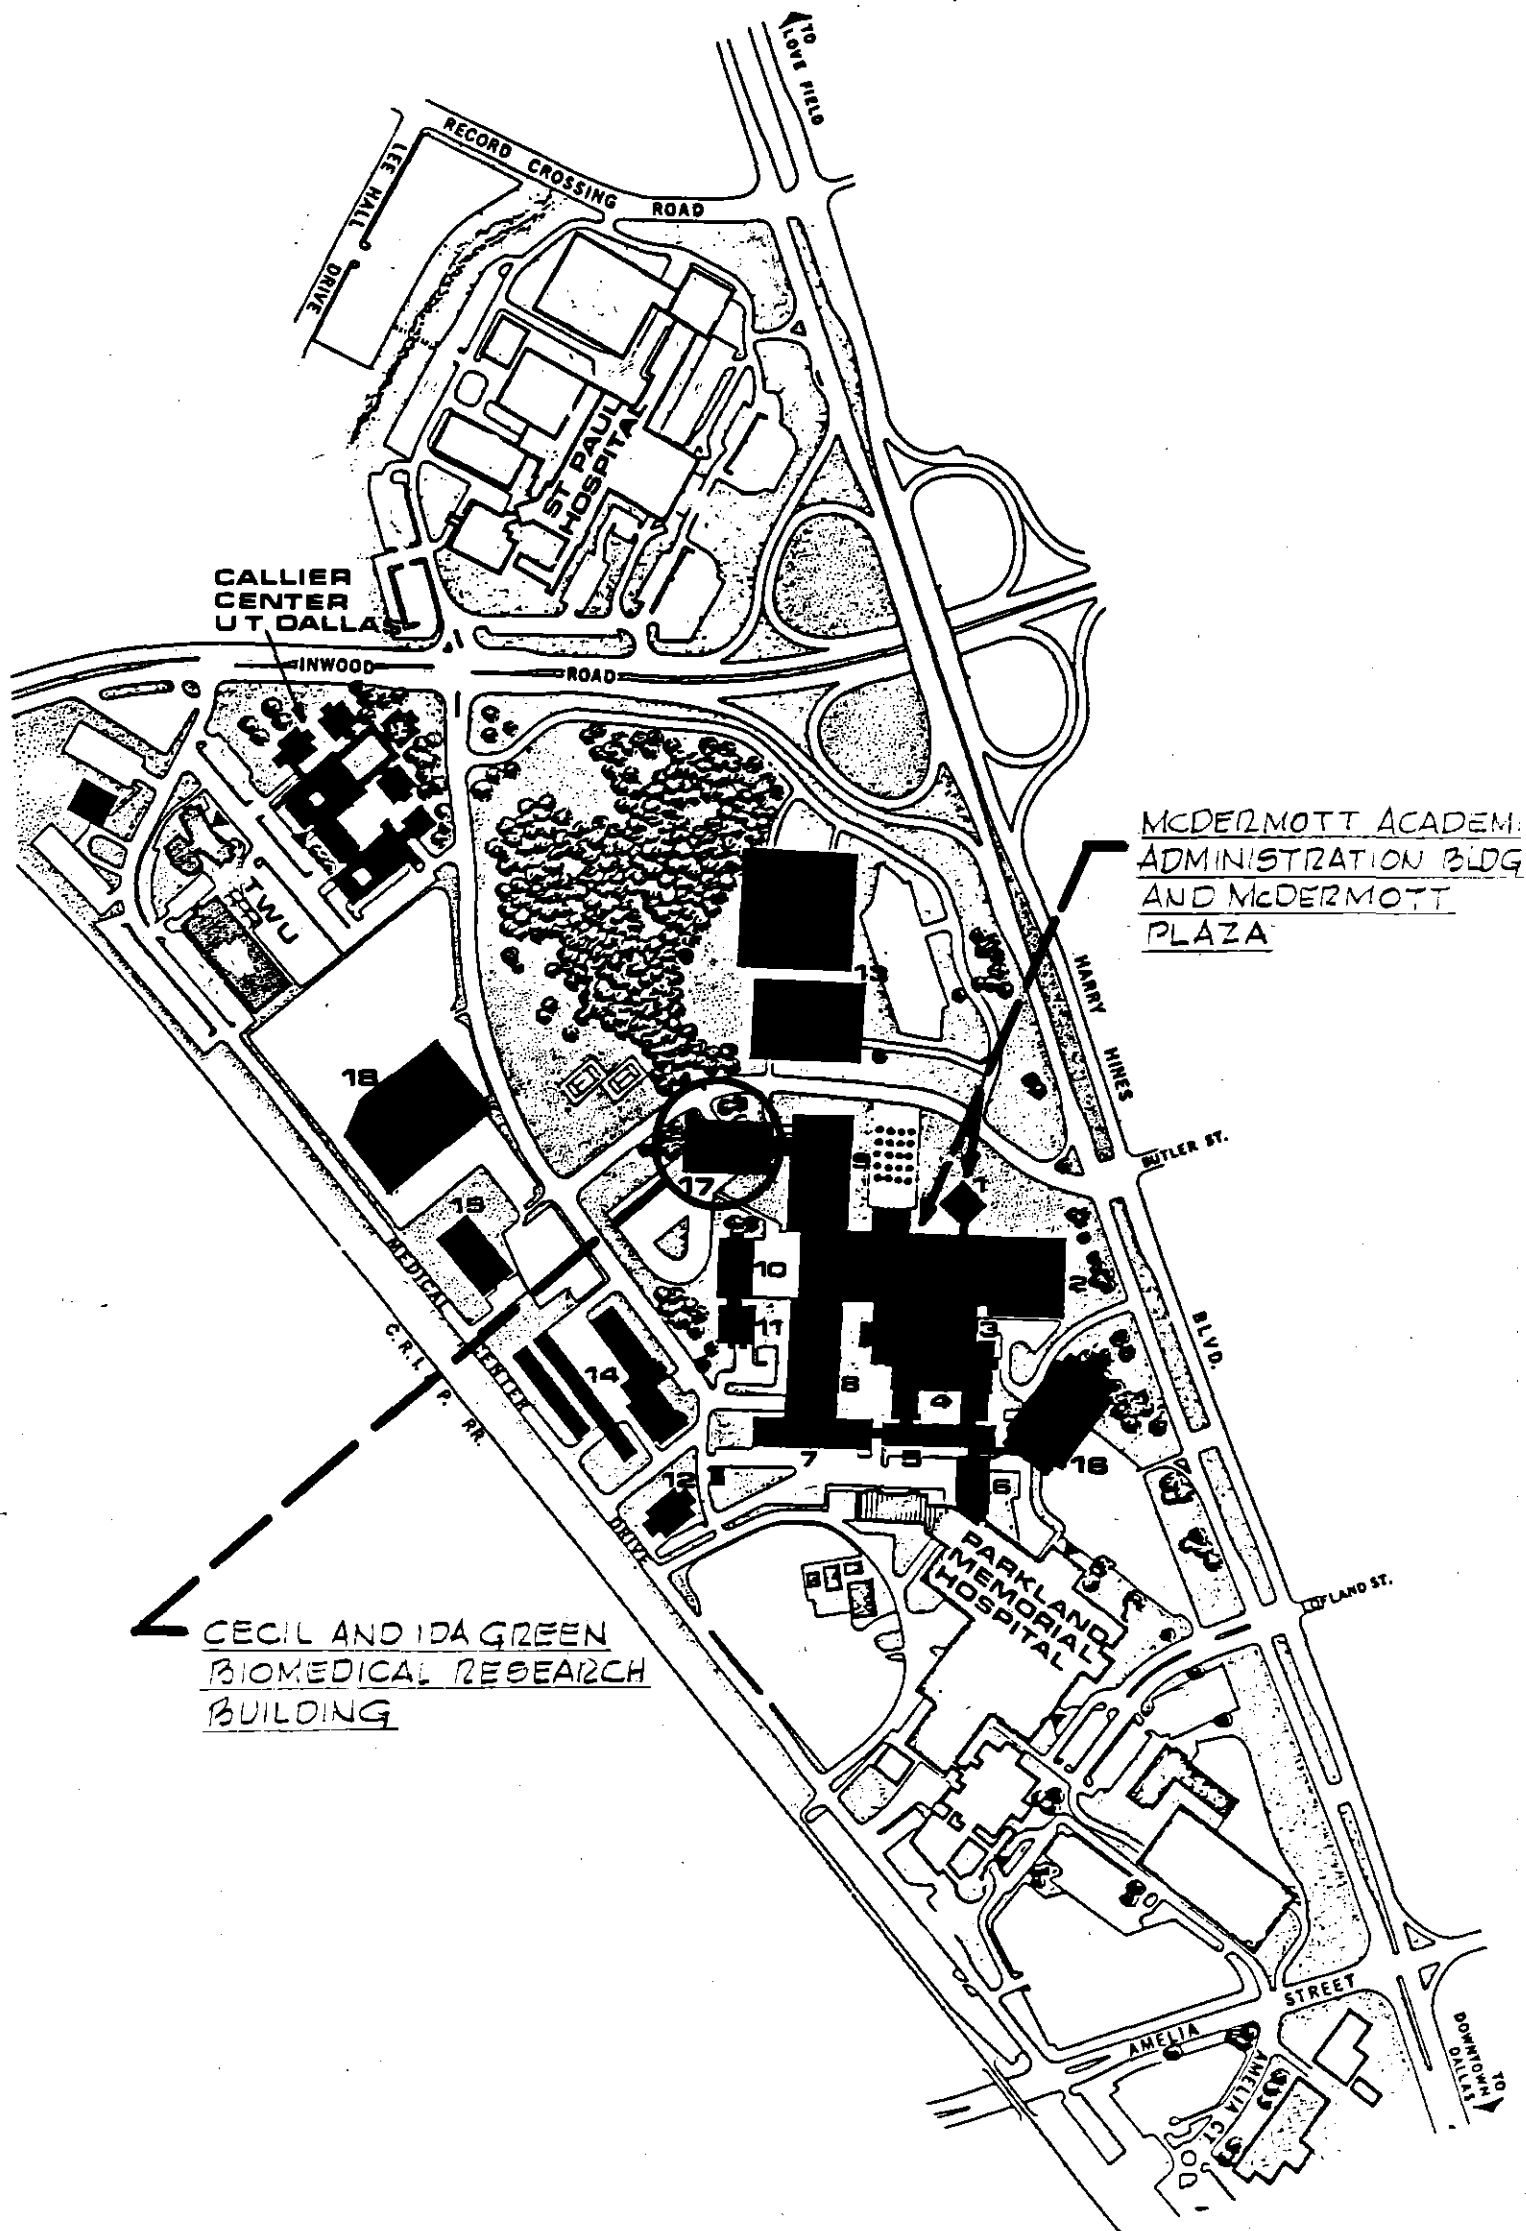 TO
LOVE FIELD
RECORD CROSSING ROAD
LEE HALL DRIVE
ST PAUL
HOSPITAL
CALLIER
CENTER
UT DALLAS
INWOOD ROAD
MCDERMOTT ACADEM
ADMINISTRATION BLDG
AND MCDERMOTT
PLAZA
TWU
HARRY HINES BLVD.
13
18
BUTLER ST.
9
1
17
15
10
2
MEDICAL CENTER DRIVE
11
3
C.R.I. P. RR.
14
8
4
7
5
16
12
6
PARKLAND
MEMORIAL
HOSPITAL
CECIL AND IDA GREEN
BIOMEDICAL RESEARCH
BUILDING
AMELIA STREET
AMELIA CT.
TO
DOWNTOWN
DALLAS